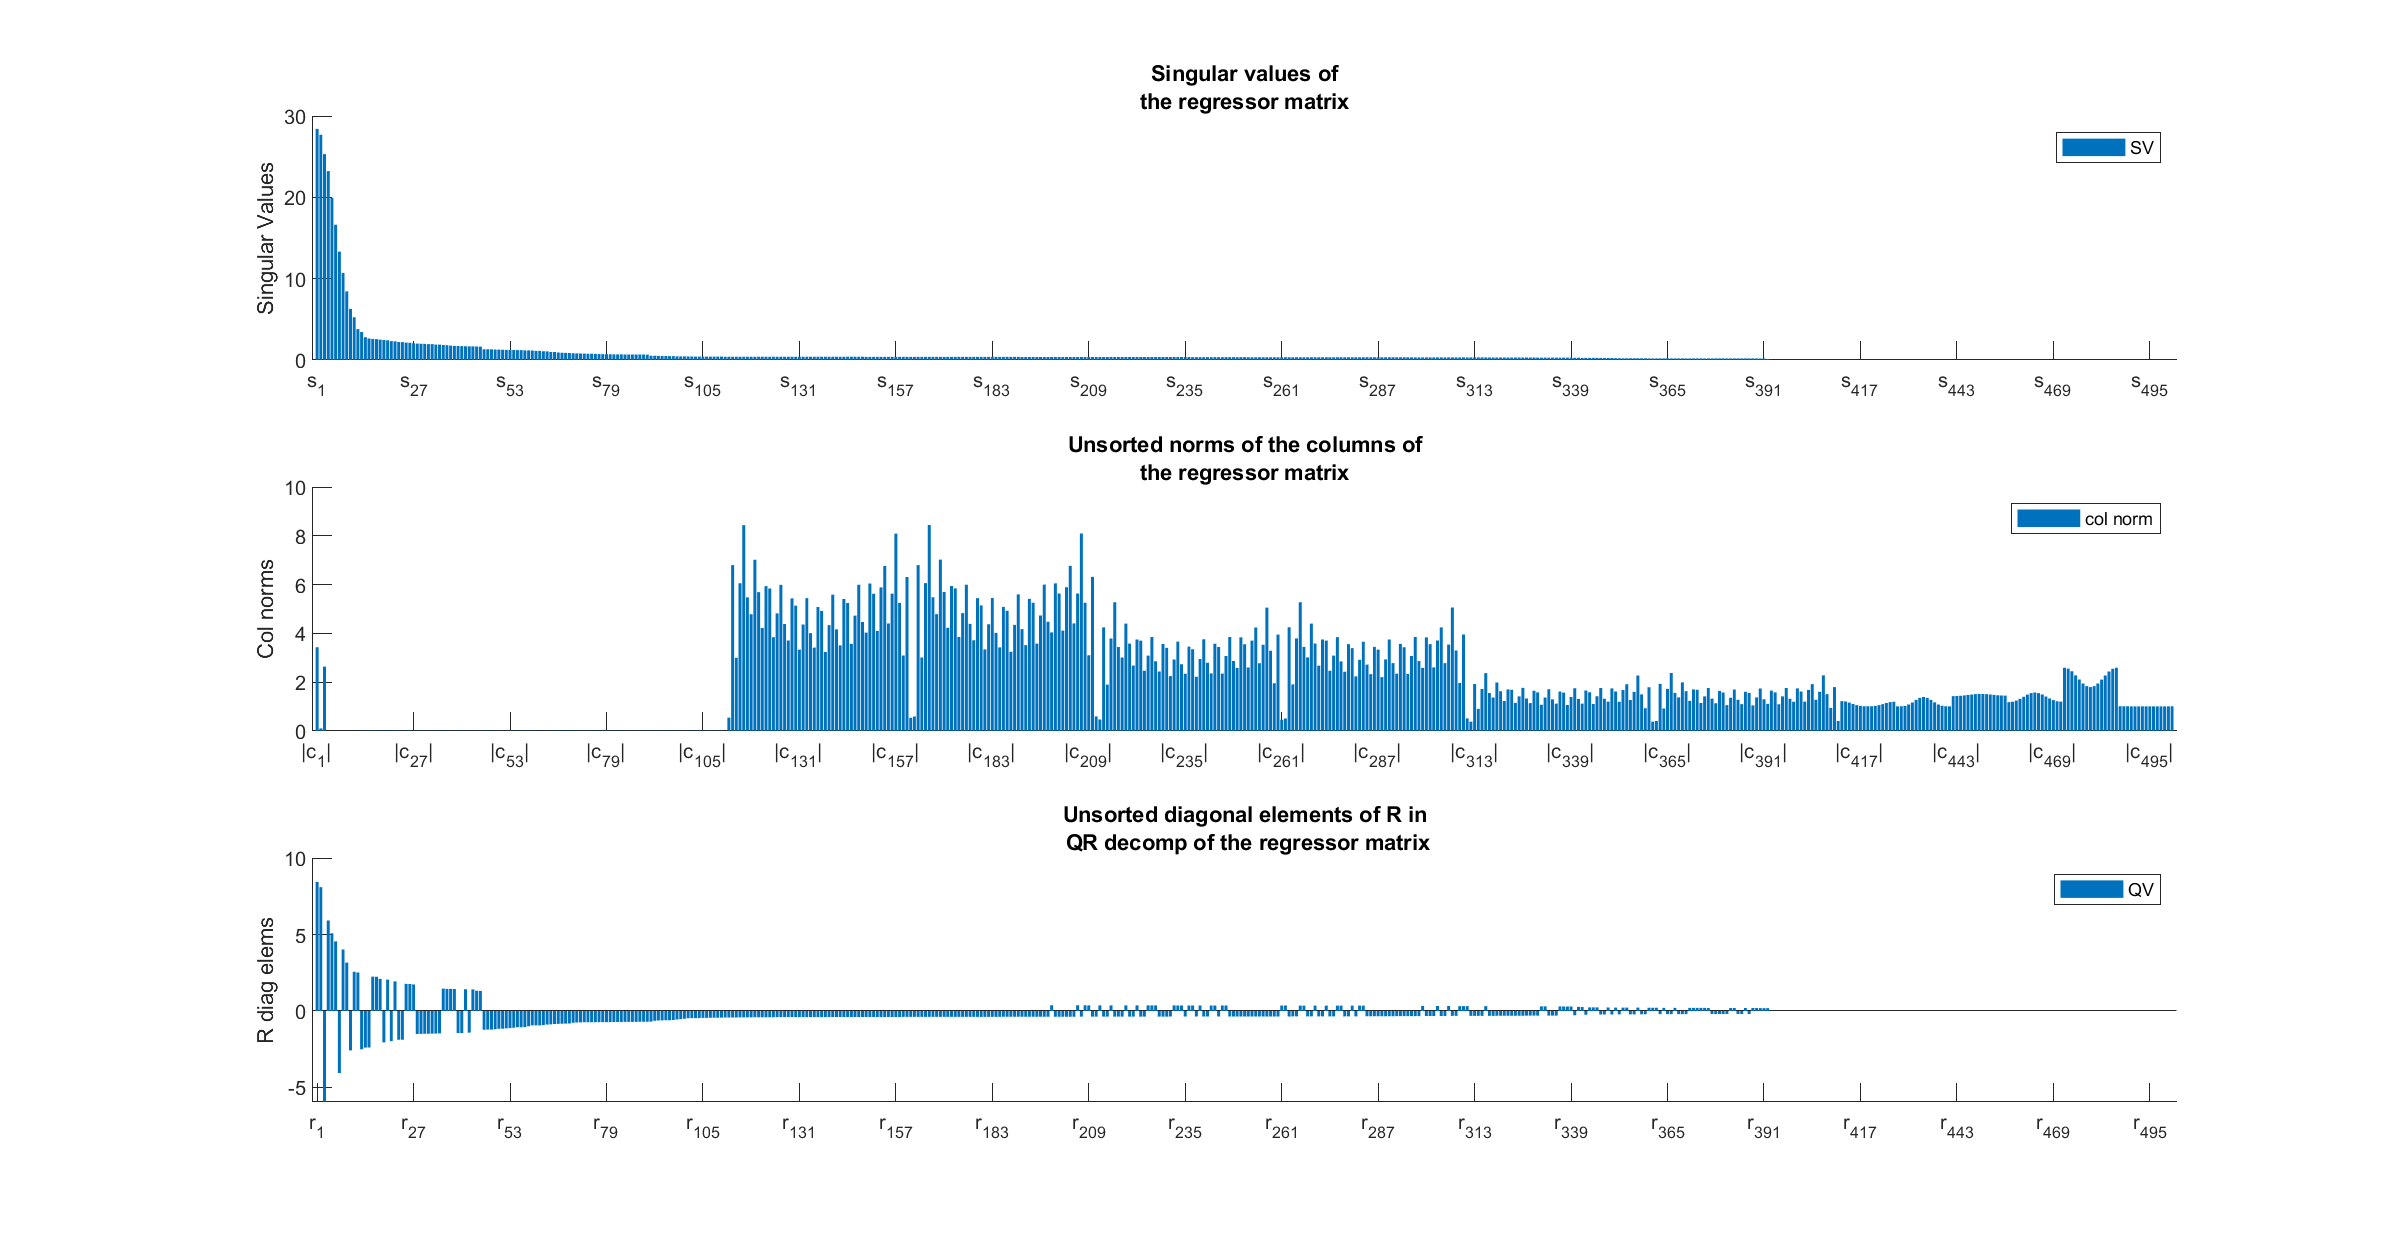 Singular values of
the regressor matrix
30
20
10
0
Singular Values
SV
s1 s27 s53 s79 s105 s131 s157 s183 s209 s235 s261 s287 s313 s339 s365 s391 s417 s443 s469 s495
Unsorted norms of the columns of
the regressor matrix
10
8
6
4
2
0
Col norms
col norm
|c1| |c27| |c53| |c79| |c105| |c131| |c157| |c183| |c209| |c235| |c261| |c287| |c313| |c339| |c365| |c391| |c417| |c443| |c469| |c495|
Unsorted diagonal elements of R in
QR decomp of the regressor matrix
10
5
0
-5
R diag elems
QV
r1 r27 r53 r79 r105 r131 r157 r183 r209 r235 r261 r287 r313 r339 r365 r391 r417 r443 r469 r495